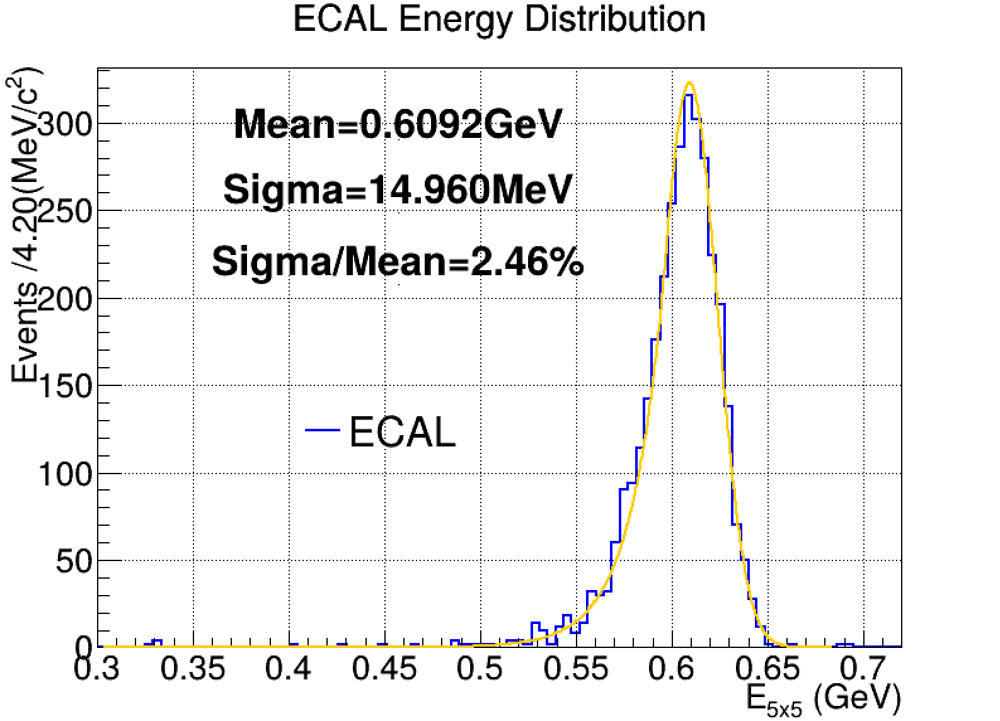 ECAL Energy Distribution
Events /4.20(MeV/c²)
Mean=0.6092GeV
Sigma=14.960MeV
Sigma/Mean=2.46%
ECAL
300
250
200
150
100
50
0
0.3 0.35 0.4 0.45 0.5 0.55 0.6 0.65 0.7
E₅ₓ₅ (GeV)